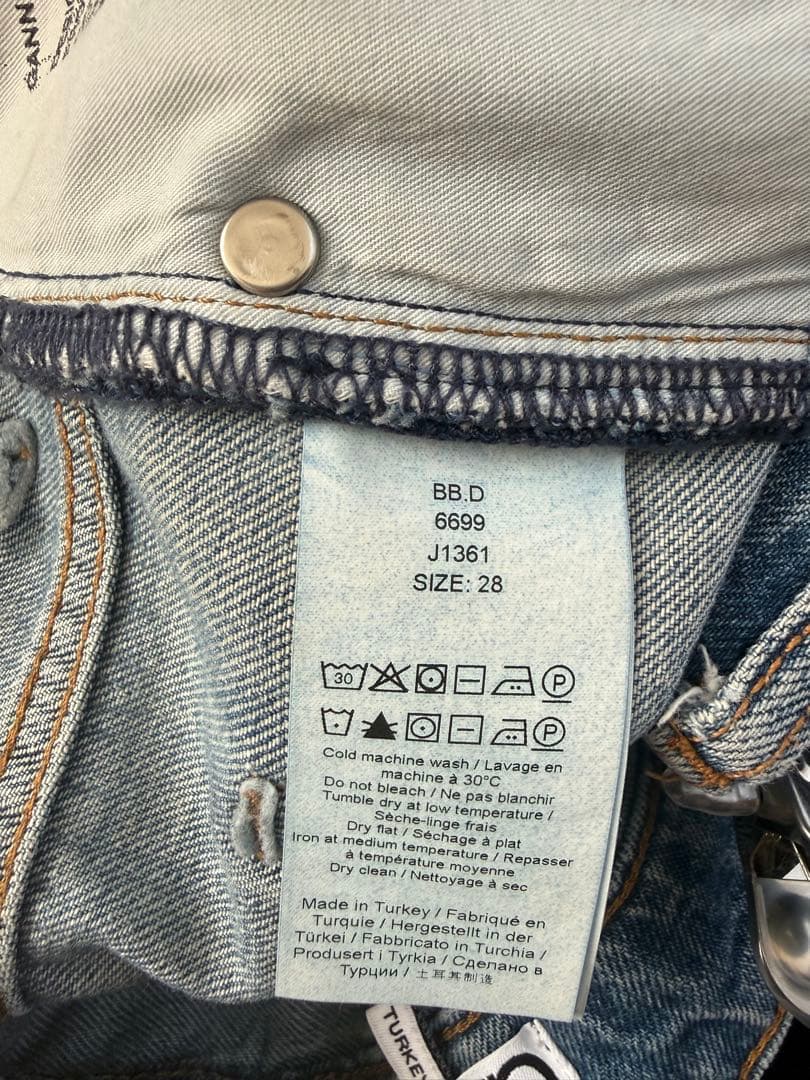 GANN
BB.D
6699
J1361
SIZE: 28
30
P
P
Cold machine wash / Lavage en
machine à 30°C
Do not bleach / Ne pas blanchir
Tumble dry at low temperature /
Sèche-linge frais
Dry flat / Séchage à plat
Iron at medium temperature / Repasser
à température moyenne
Dry clean / Nettoyage à sec
Made in Turkey / Fabriqué en
Turquie / Hergestellt in der
Türkei / Fabbricato in Turchia /
Produsert i Tyrkia / Сделано в
Турции / 土耳其制造
TURKEY